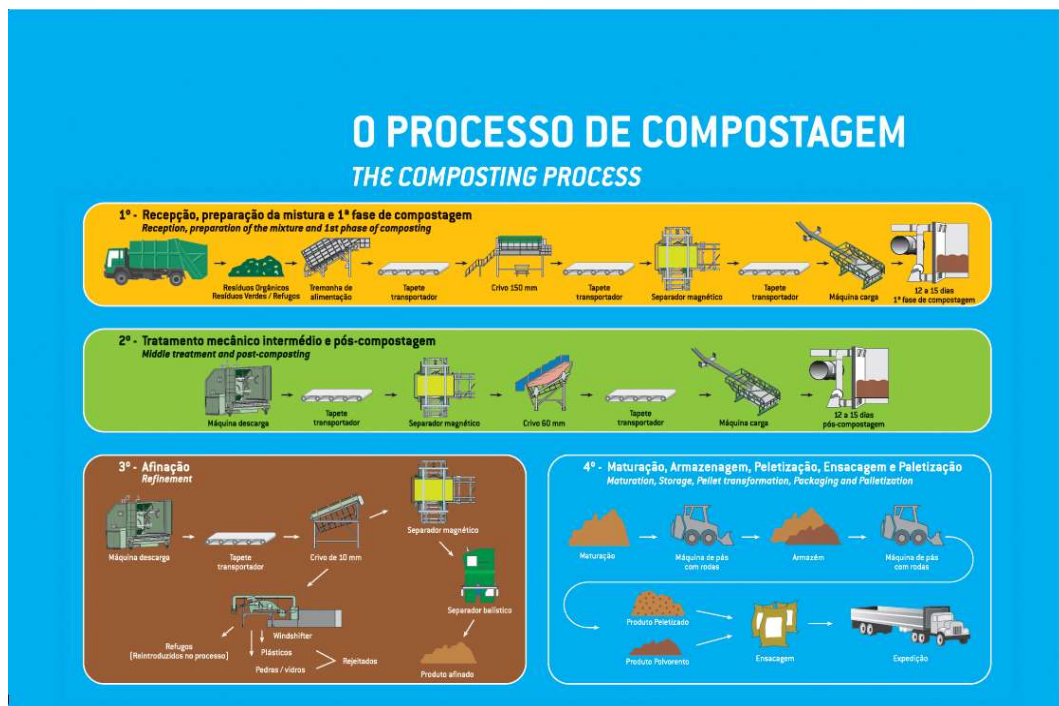 O PROCESSO DE COMPOSTAGEM
THE COMPOSTING PROCESS
1º - Recepção, preparação da mistura e 1ª fase de compostagem
Reception, preparation of the mixture and 1st phase of composting
Resíduos Orgânicos
Resíduos Verdes / Refugos
Tremonha de
alimentação
Tapete
transportador
Crivo 150 mm
Tapete
transportador
Separador magnético
Tapete
transportador
Máquina carga
12 a 15 dias
1ª fase de compostagem
2º - Tratamento mecânico intermédio e pós-compostagem
Middle treatment and post-composting
Máquina descarga
Tapete
transportador
Separador magnético
Crivo 60 mm
Tapete
transportador
Máquina carga
12 a 15 dias
pós-compostagem
3º - Afinação
Refinement
Máquina descarga
Tapete
transportador
Crivo de 10 mm
Separador magnético
Separador balístico
Produto afinado
Windshifter
Refugos
(Reintroduzidos no processo)
Plásticos
Pedras / vidros
Rejeitados
4º - Maturação, Armazenagem, Peletização, Ensacagem e Paletização
Maturation, Storage, Pellet transformation, Packaging and Palletization
Maturação
Máquina de pás
com rodas
Armazém
Máquina de pás
com rodas
Produto Peletizado
Produto Polvorento
Ensacagem
Expedição